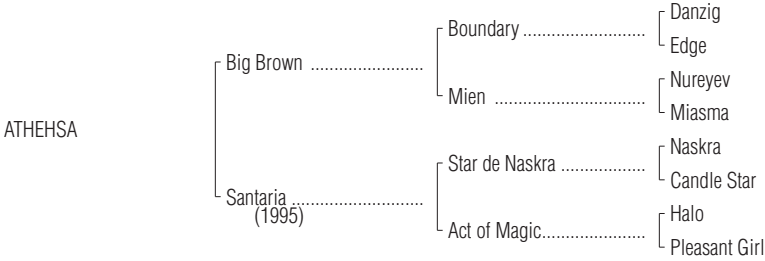 Danzig
Boundary ..............................
Edge
Big Brown ............................
Nureyev
Mien .....................................
Miasma
ATHEHSA
Naskra
Star de Naskra .....................
Candle Star
Santaria ................................
(1995)
Halo
Act of Magic..........................
Pleasant Girl